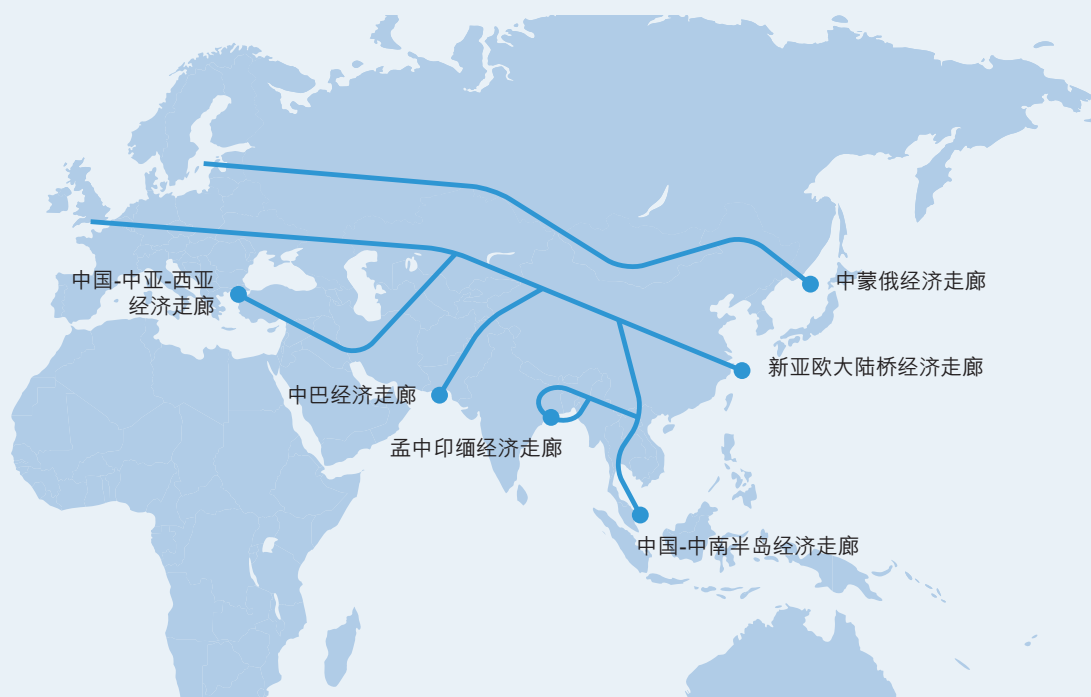 中国-中亚-西亚
经济走廊
中蒙俄经济走廊
新亚欧大陆桥经济走廊
中巴经济走廊
孟中印缅经济走廊
中国-中南半岛经济走廊